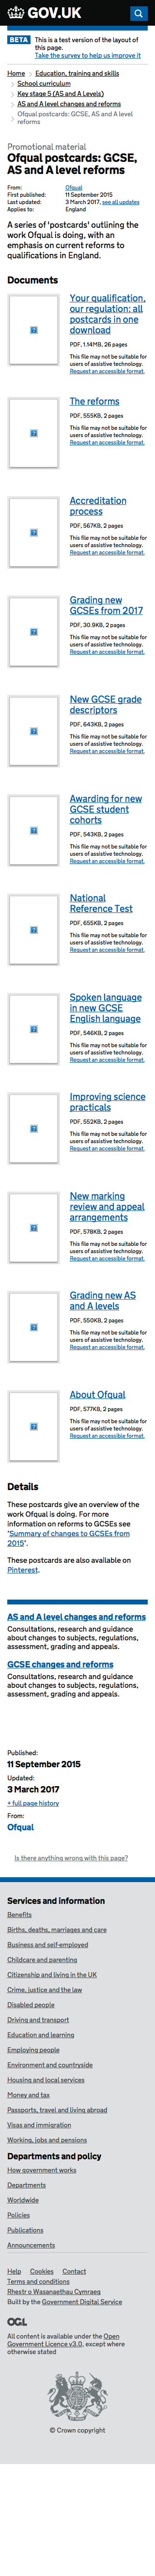 GOV.UK
BETA This is a test version of the layout of
this page.
Take the survey to help us improve it
Home
Education, training and skills
School curriculum
Key stage 5 (AS and A Levels)
AS and A level changes and reforms
Ofqual postcards: GCSE, AS and A level
reforms
Promotional material
Ofqual postcards: GCSE,
AS and A level reforms
From: Ofqual
First published: 11 September 2015
Last updated: 3 March 2017, see all updates
Applies to: England
A series of 'postcards' outlining the
work Ofqual is doing, with an
emphasis on current reforms to
qualifications in England.
Documents
Your qualification,
our regulation: all
postcards in one
download
PDF, 1.14MB, 26 pages
This file may not be suitable for
users of assistive technology.
Request an accessible format.
The reforms
PDF, 555KB, 2 pages
This file may not be suitable for
users of assistive technology.
Request an accessible format.
Accreditation
process
PDF, 567KB, 2 pages
This file may not be suitable for
users of assistive technology.
Request an accessible format.
Grading new
GCSEs from 2017
PDF, 30.9KB, 2 pages
This file may not be suitable for
users of assistive technology.
Request an accessible format.
New GCSE grade
descriptors
PDF, 643KB, 2 pages
This file may not be suitable for
users of assistive technology.
Request an accessible format.
Awarding for new
GCSE student
cohorts
PDF, 543KB, 2 pages
This file may not be suitable for
users of assistive technology.
Request an accessible format.
National
Reference Test
PDF, 655KB, 2 pages
This file may not be suitable for
users of assistive technology.
Request an accessible format.
Spoken language
in new GCSE
English language
PDF, 546KB, 2 pages
This file may not be suitable for
users of assistive technology.
Request an accessible format.
Improving science
practicals
PDF, 552KB, 2 pages
This file may not be suitable for
users of assistive technology.
Request an accessible format.
New marking
review and appeal
arrangements
PDF, 578KB, 2 pages
This file may not be suitable for
users of assistive technology.
Request an accessible format.
Grading new AS
and A levels
PDF, 550KB, 2 pages
This file may not be suitable for
users of assistive technology.
Request an accessible format.
About Ofqual
PDF, 577KB, 2 pages
This file may not be suitable for
users of assistive technology.
Request an accessible format.
Details
These postcards give an overview of the
work Ofqual is doing. For more
information on reforms to GCSEs see
'Summary of changes to GCSEs from
2015'.
These postcards are also available on
Pinterest.
AS and A level changes and reforms
Consultations, research and guidance
about changes to subjects, regulations,
assessment, grading and appeals.
GCSE changes and reforms
Consultations, research and guidance
about changes to subjects, regulations,
assessment, grading and appeals.
Published:
11 September 2015
Updated:
3 March 2017
+ full page history
From:
Ofqual
Is there anything wrong with this page?
Services and information
Benefits
Births, deaths, marriages and care
Business and self-employed
Childcare and parenting
Citizenship and living in the UK
Crime, justice and the law
Disabled people
Driving and transport
Education and learning
Employing people
Environment and countryside
Housing and local services
Money and tax
Passports, travel and living abroad
Visas and immigration
Working, jobs and pensions
Departments and policy
How government works
Departments
Worldwide
Policies
Publications
Announcements
Help Cookies Contact
Terms and conditions
Rhestr o Wasanaethau Cymraeg
Built by the Government Digital Service
OGL
All content is available under the Open
Government Licence v3.0, except where
otherwise stated
© Crown copyright